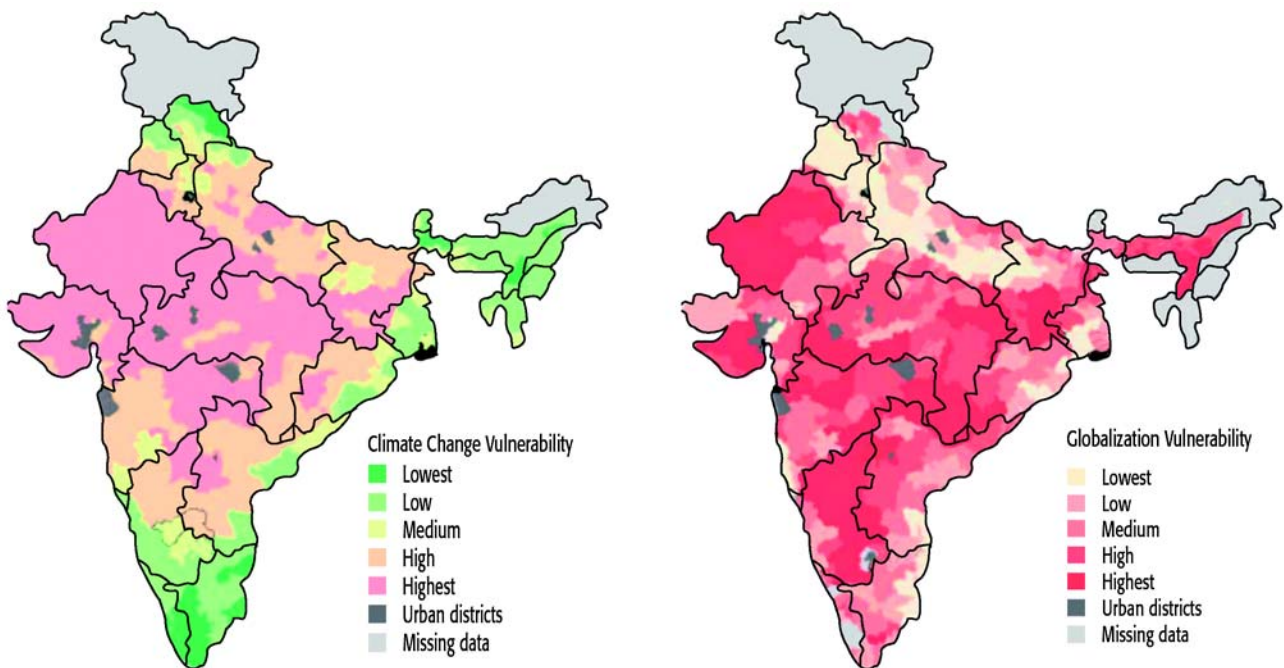 Climate Change Vulnerability
Lowest
Low
Medium
High
Highest
Urban districts
Missing data
Globalization Vulnerability
Lowest
Low
Medium
High
Highest
Urban districts
Missing data